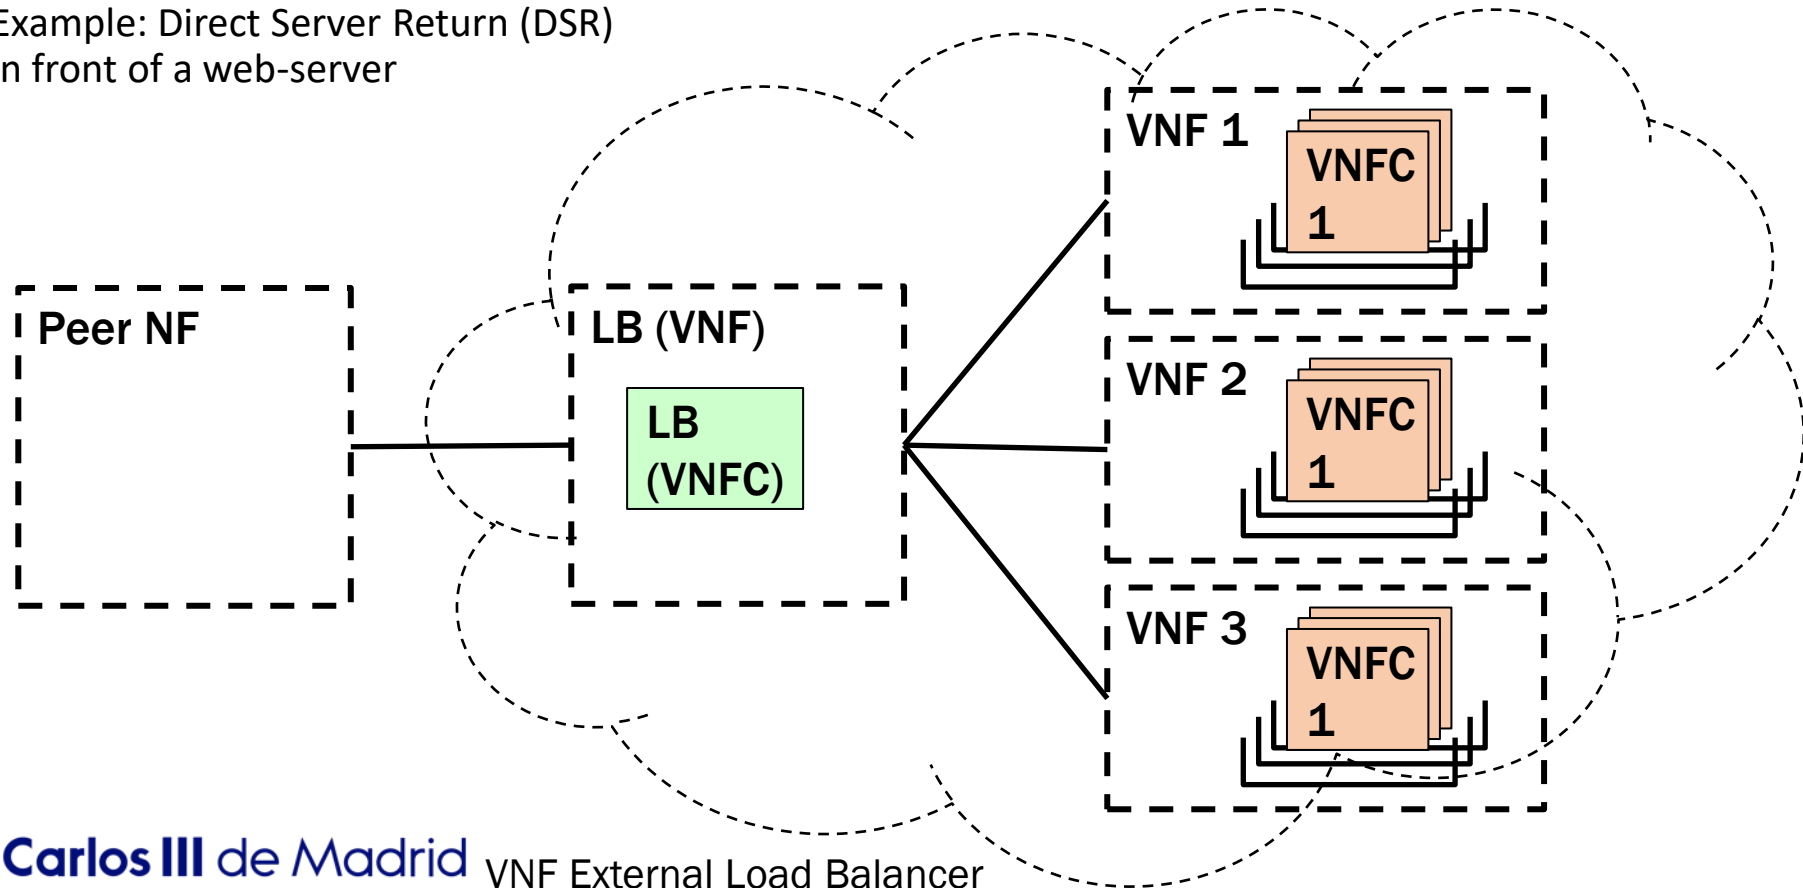 Example: Direct Server Return (DSR)
in front of a web-server
VNF 1
VNFC
1
Peer NF
LB (VNF)
LB
(VNFC)
VNF 2
VNFC
1
VNF 3
VNFC
1
Carlos III de Madrid
VNF External Load Balancer